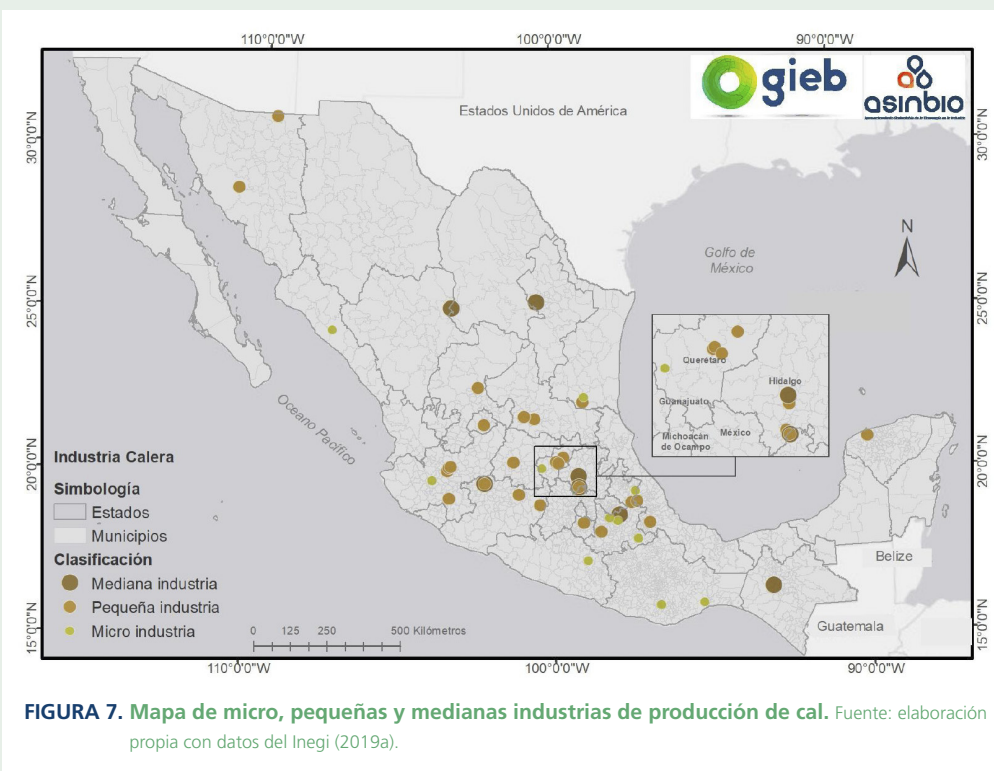 110°0'0"W 100°0'0"W 90°0'0"W
gieb
asinbio
Estados Unidos de América
30°0'0"N
30°0'0"N
N
Golfo de
México
25°0'0"N
25°0'0"N
Querétaro
Hidalgo
Guanajuato
Michoacán
de Ocampo
México
Oceano Pacífico
20°0'0"N
20°0'0"N
Industria Calera
Simbología
Estados
Municipios
Clasificación
Mediana industria
Pequeña industria
Micro industria
0 125 250 500 Kilómetros
Belize
Guatemala
15°0'0"N
15°0'0"N
110°0'0"W 100°0'0"W 90°0'0"W
FIGURA 7. Mapa de micro, pequeñas y medianas industrias de producción de cal. Fuente: elaboración
propia con datos del Inegi (2019a).